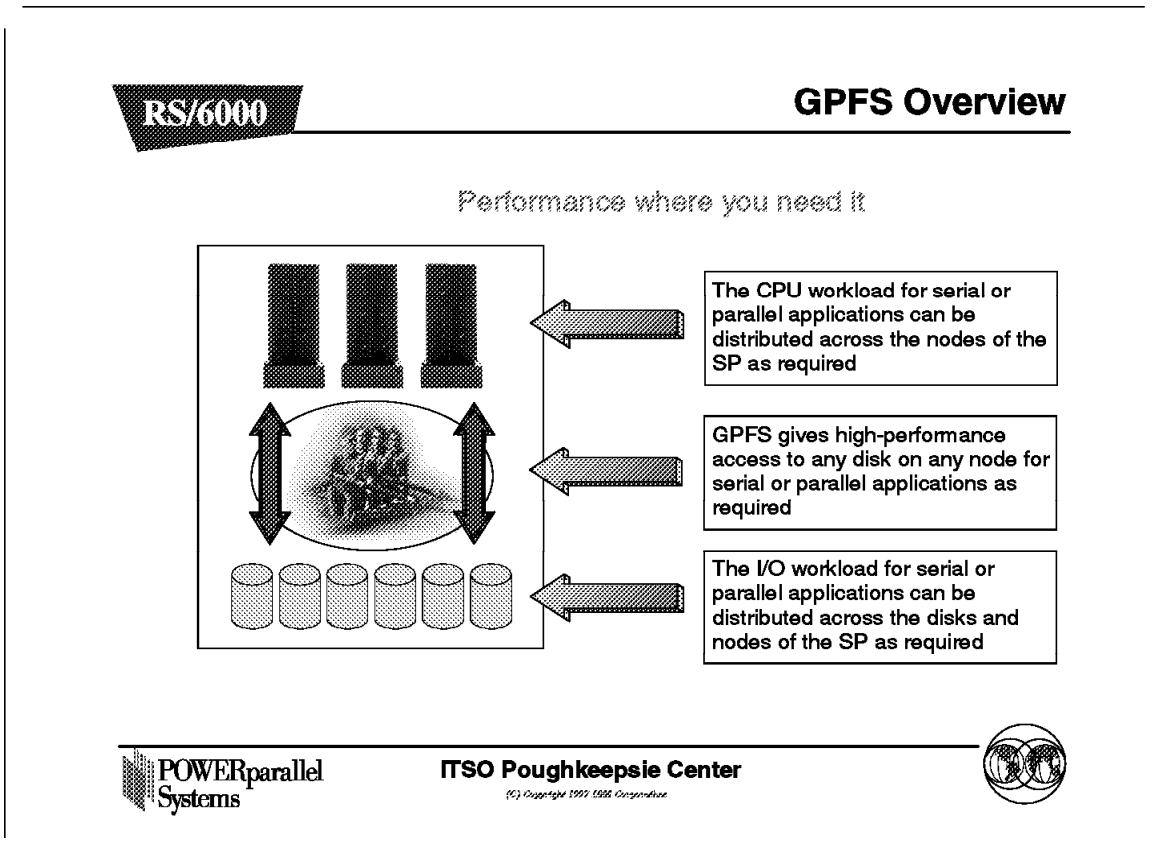 RS/6000
GPFS Overview
Performance where you need it
The CPU workload for serial or
parallel applications can be
distributed across the nodes of the
SP as required
GPFS gives high-performance
access to any disk on any node for
serial or parallel applications as
required
The I/O workload for serial or
parallel applications can be
distributed across the disks and
nodes of the SP as required
POWERparallel
Systems
ITSO Poughkeepsie Center
(C) Copyright 1997